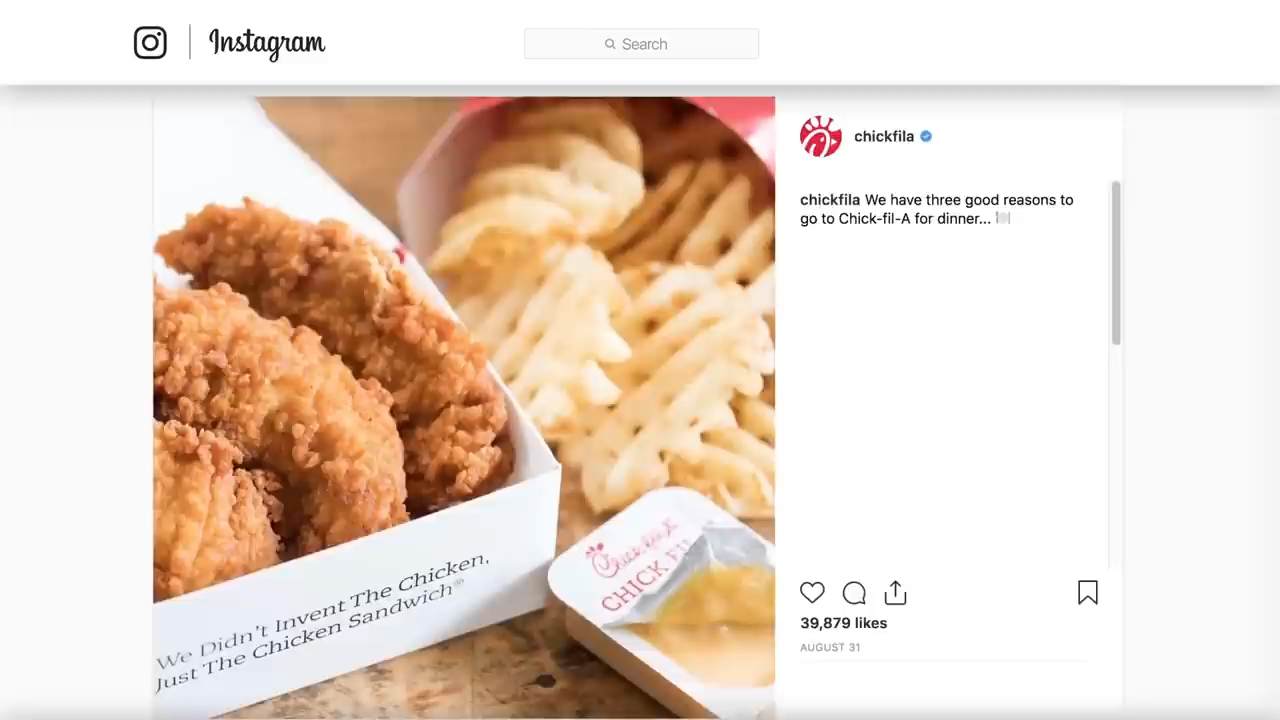 Instagram
Search
chickfila
chickfila We have three good reasons to
go to Chick-fil-A for dinner... 🍽
We Didn't Invent The Chicken,
Just The Chicken Sandwich®
Chick-fil-A
39,879 likes
AUGUST 31